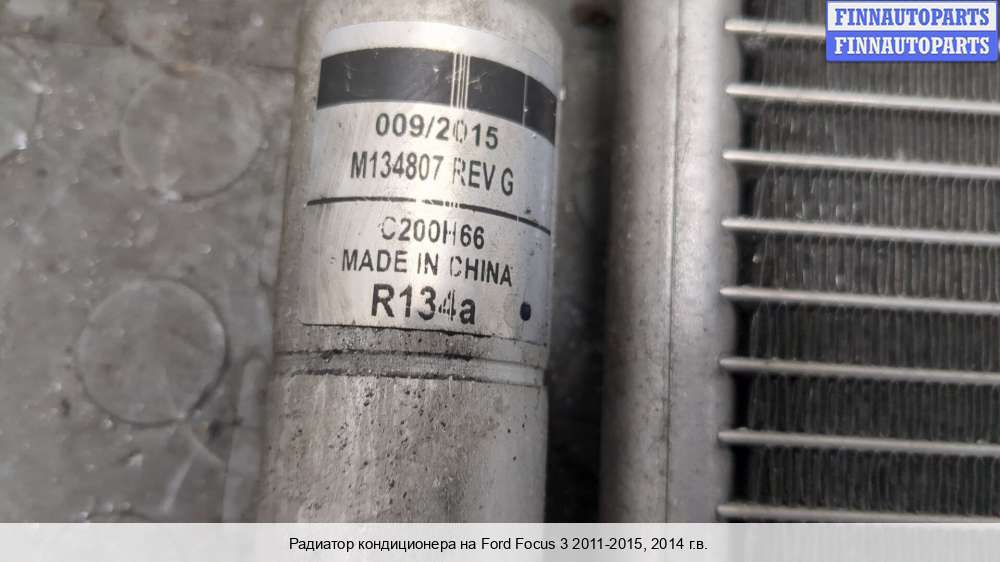 FINNAUTOPARTS
FINNAUTOPARTS
009/2015
M134807 REV G
C200H66
MADE IN CHINA
R134a
Радиатор кондиционера на Ford Focus 3 2011-2015, 2014 г.в.